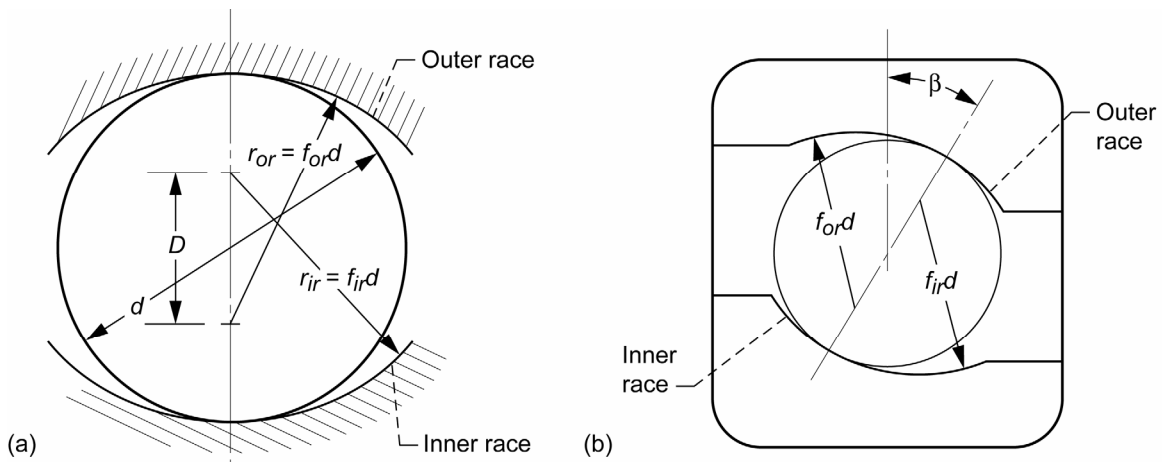 Outer race
r_or = f_or d
D
r_ir = f_ir d
d
Inner race
(a)
β
Outer
race
f_or d
f_ir d
Inner
race
(b)